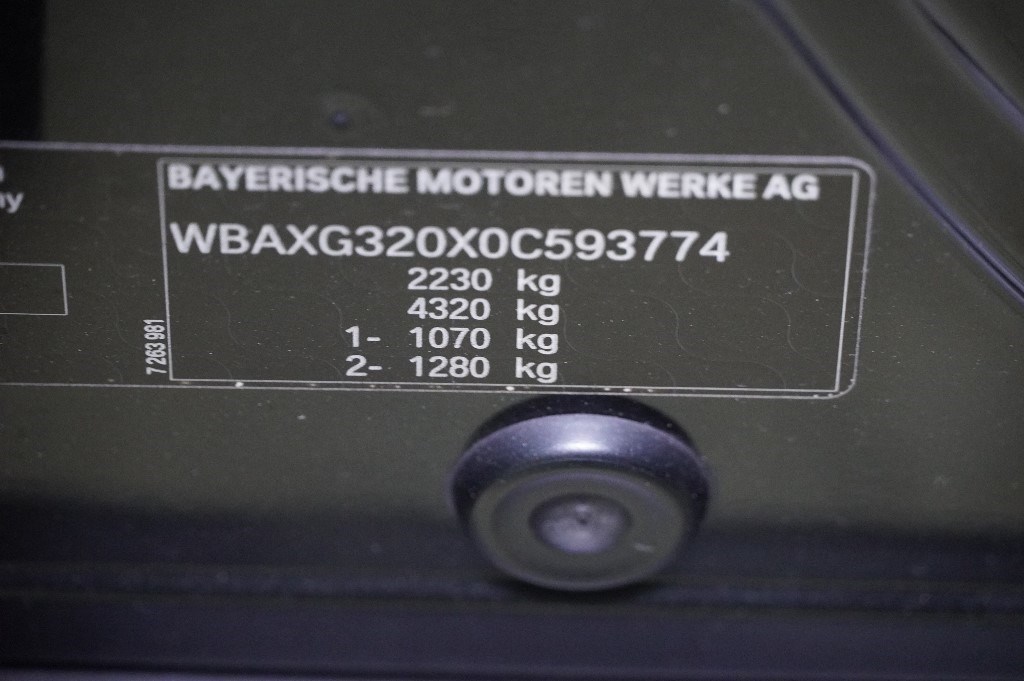 BAYERISCHE MOTOREN WERKE AG
WBAXG320X0C593774
2230 kg
4320 kg
1- 1070 kg
2- 1280 kg
7 263 981